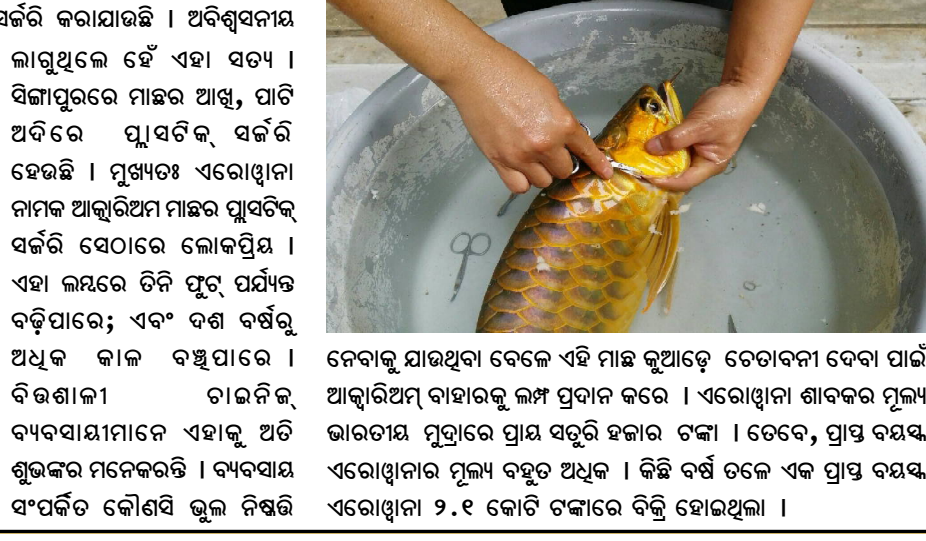 ସର୍ଜରି କରାଯାଉଛି । ଅବିଶ୍ୱସନୀୟ
ଲାଗୁଥିଲେ ହେଁ ଏହା ସତ୍ୟ ।
ସିଙ୍ଗାପୁରରେ ମାଛର ଆଖି, ପାଟି
ଅଦିରେ ପ୍ଲାସଟିକ୍ ସର୍ଜରି
ହେଉଛି । ମୁଖ୍ୟତଃ ଏରୋୱାନା
ନାମକ ଆକ୍ୱାରିଅମ ମାଛର ପ୍ଲାସଟିକ୍
ସର୍ଜରି ସେଠାରେ ଲୋକପ୍ରିୟ ।
ଏହା ଲମ୍ବରେ ତିନି ଫୁଟ୍ ପର୍ଯ୍ୟନ୍ତ
ବଢ଼ିପାରେ; ଏବଂ ଦଶ ବର୍ଷରୁ
ଅଧିକ କାଳ ବଞ୍ଚିପାରେ ।
ବିଉଶାଳୀ ଚାଇନିଜ୍
ବ୍ୟବସାୟୀମାନେ ଏହାକୁ ଅତି
ଶୁଭଙ୍କର ମନେକରନ୍ତି । ବ୍ୟବସାୟ
ସଂପର୍କିତ କୌଣସି ଭୁଲ ନିଷ୍ପତ୍ତି
ନେବାକୁ ଯାଉଥିବା ବେଳେ ଏହି ମାଛ କୁଆଡ଼େ ଚେତାବନୀ ଦେବା ପାଇଁ
ଆକ୍ୱାରିଅମ୍ ବାହାରକୁ ଲମ୍ଫ ପ୍ରଦାନ କରେ । ଏରୋୱାନା ଶାବକର ମୂଲ୍ୟ
ଭାରତୀୟ ମୁଦ୍ରାରେ ପ୍ରାୟ ସତୁରି ହଜାର ଟଙ୍କା । ତେବେ, ପ୍ରାପ୍ତ ବୟସ୍କ
ଏରୋୱାନାର ମୂଲ୍ୟ ବହୁତ ଅଧିକ । କିଛି ବର୍ଷ ତଳେ ଏକ ପ୍ରାପ୍ତ ବୟସ୍କ
ଏରୋୱାନା ୨.୧ କୋଟି ଟଙ୍କାରେ ବିକ୍ରି ହୋଇଥିଲା ।